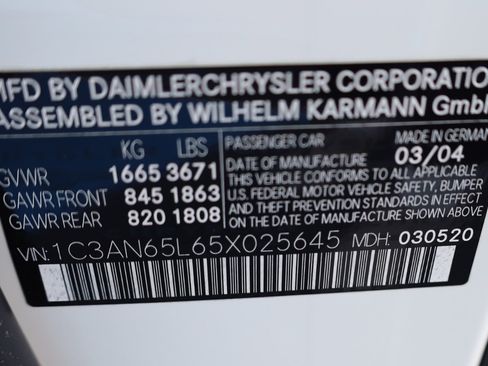 MFD BY DAIMLERCHRYSLER CORPORATION
ASSEMBLED BY WILHELM KARMANN GmbH
KG LBS
GVWR 1665 3671
GAWR FRONT 845 1863
GAWR REAR 820 1808
PASSENGER CAR MADE IN GERMAN
DATE OF MANUFACTURE 03/04
THIS VEHICLE CONFORMS TO ALL APPLICABLE
U.S. FEDERAL MOTOR VEHICLE SAFETY, BUMPER
AND THEFT PREVENTION STANDARDS IN EFFECT
ON THE DATE OF MANUFACTURE SHOWN ABOVE
VIN: 1C3AN65L65X025645 MDH: 030520